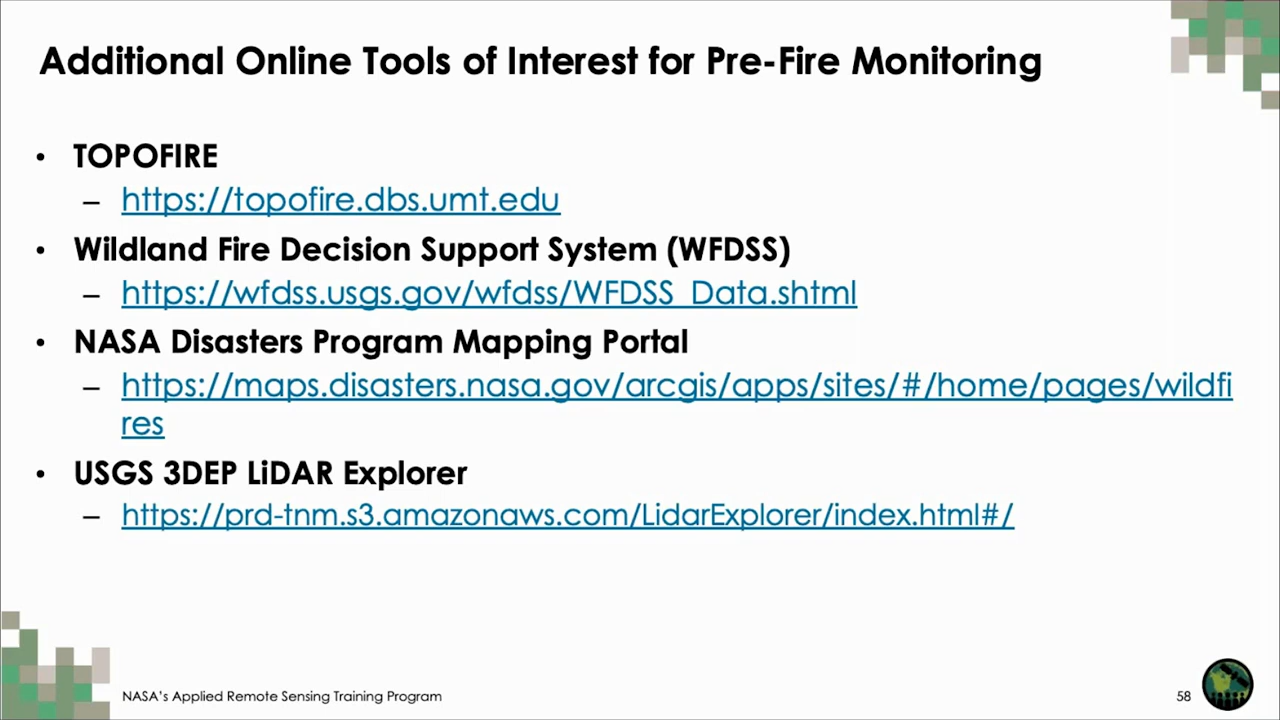 Additional Online Tools of Interest for Pre-Fire Monitoring
• TOPOFIRE
– https://topofire.dbs.umt.edu
• Wildland Fire Decision Support System (WFDSS)
– https://wfdss.usgs.gov/wfdss/WFDSS_Data.shtml
• NASA Disasters Program Mapping Portal
– https://maps.disasters.nasa.gov/arcgis/apps/sites/#/home/pages/wildfi
res
• USGS 3DEP LiDAR Explorer
– https://prd-tnm.s3.amazonaws.com/LidarExplorer/index.html#/
NASA's Applied Remote Sensing Training Program
58